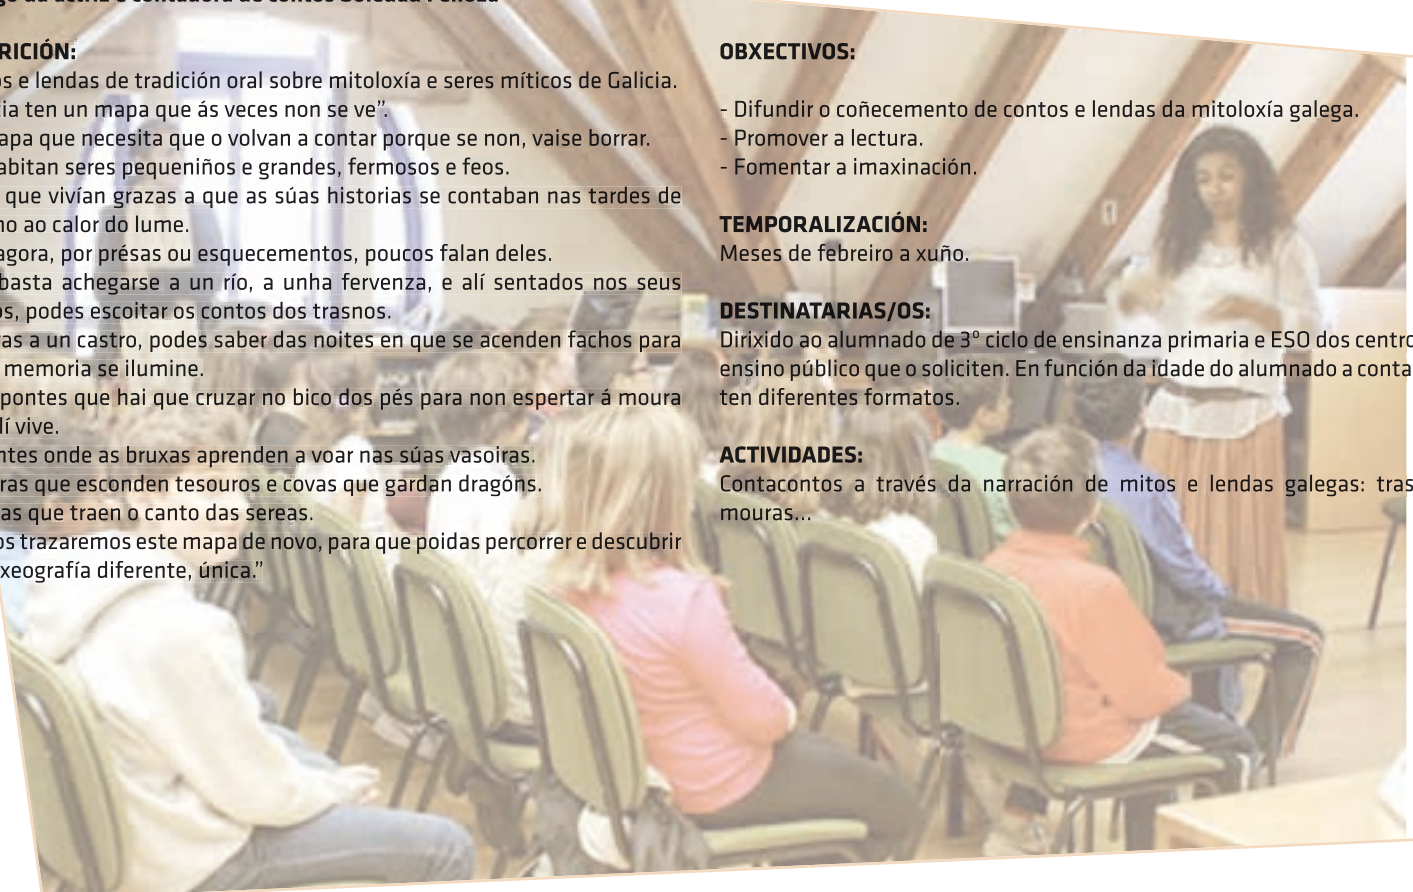 da actriz e contadora de contos Soledad Felloza
RICIÓN:
os e lendas de tradición oral sobre mitoloxía e seres míticos de Galicia.
ia ten un mapa que ás veces non se ve”.
apa que necesita que o volvan a contar porque se non, vaise borrar.
abitan seres pequeniños e grandes, fermosos e feos.
que vivían grazas a que as súas historias se contaban nas tardes de
no ao calor do lume.
agora, por présas ou esquecementos, poucos falan deles.
basta achegarse a un río, a unha fervenza, e alí sentados nos seus
os, podes escoitar os contos dos trasnos.
as a un castro, podes saber das noites en que se acenden fachos para
memoria se ilumine.
pontes que hai que cruzar no bico dos pés para non espertar á moura
lí vive.
ntes onde as bruxas aprenden a voar nas súas vasoiras.
ras que esconden tesouros e covas que gardan dragóns.
as que traen o canto das sereas.
os trazaremos este mapa de novo, para que poidas percorrer e descubrir
xeografía diferente, única.”
OBXECTIVOS:
- Difundir o coñecemento de contos e lendas da mitoloxía galega.
- Promover a lectura.
- Fomentar a imaxinación.
TEMPORALIZACIÓN:
Meses de febreiro a xuño.
DESTINATARIAS/OS:
Dirixido ao alumnado de 3º ciclo de ensinanza primaria e ESO dos centro
ensino público que o soliciten. En función da idade do alumnado a conta
ten diferentes formatos.
ACTIVIDADES:
Contacontos a través da narración de mitos e lendas galegas: tras
mouras...